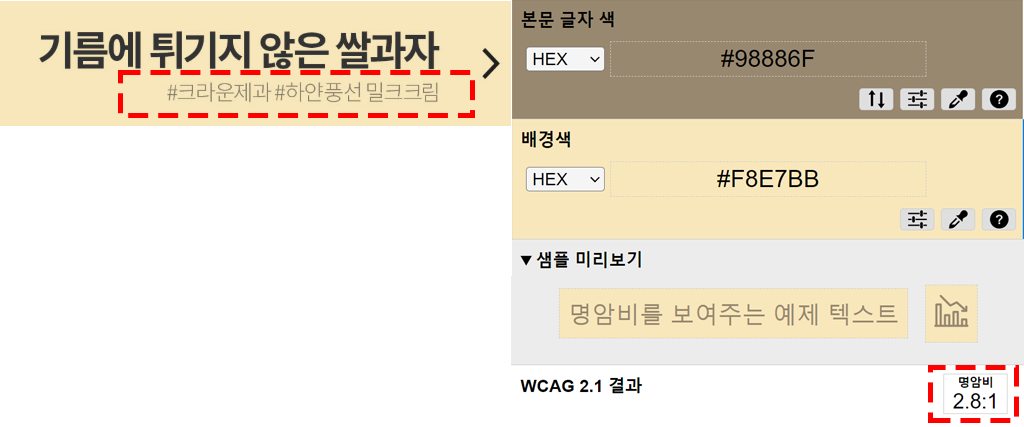 기름에 튀기지 않은 쌀과자
#크라운제과 #하얀풍선 밀크크림
본문 글자 색
HEX
#98886F
배경색
HEX
#F8E7BB
▼ 샘플 미리보기
명암비를 보여주는 예제 텍스트
WCAG 2.1 결과
명암비
2.8:1